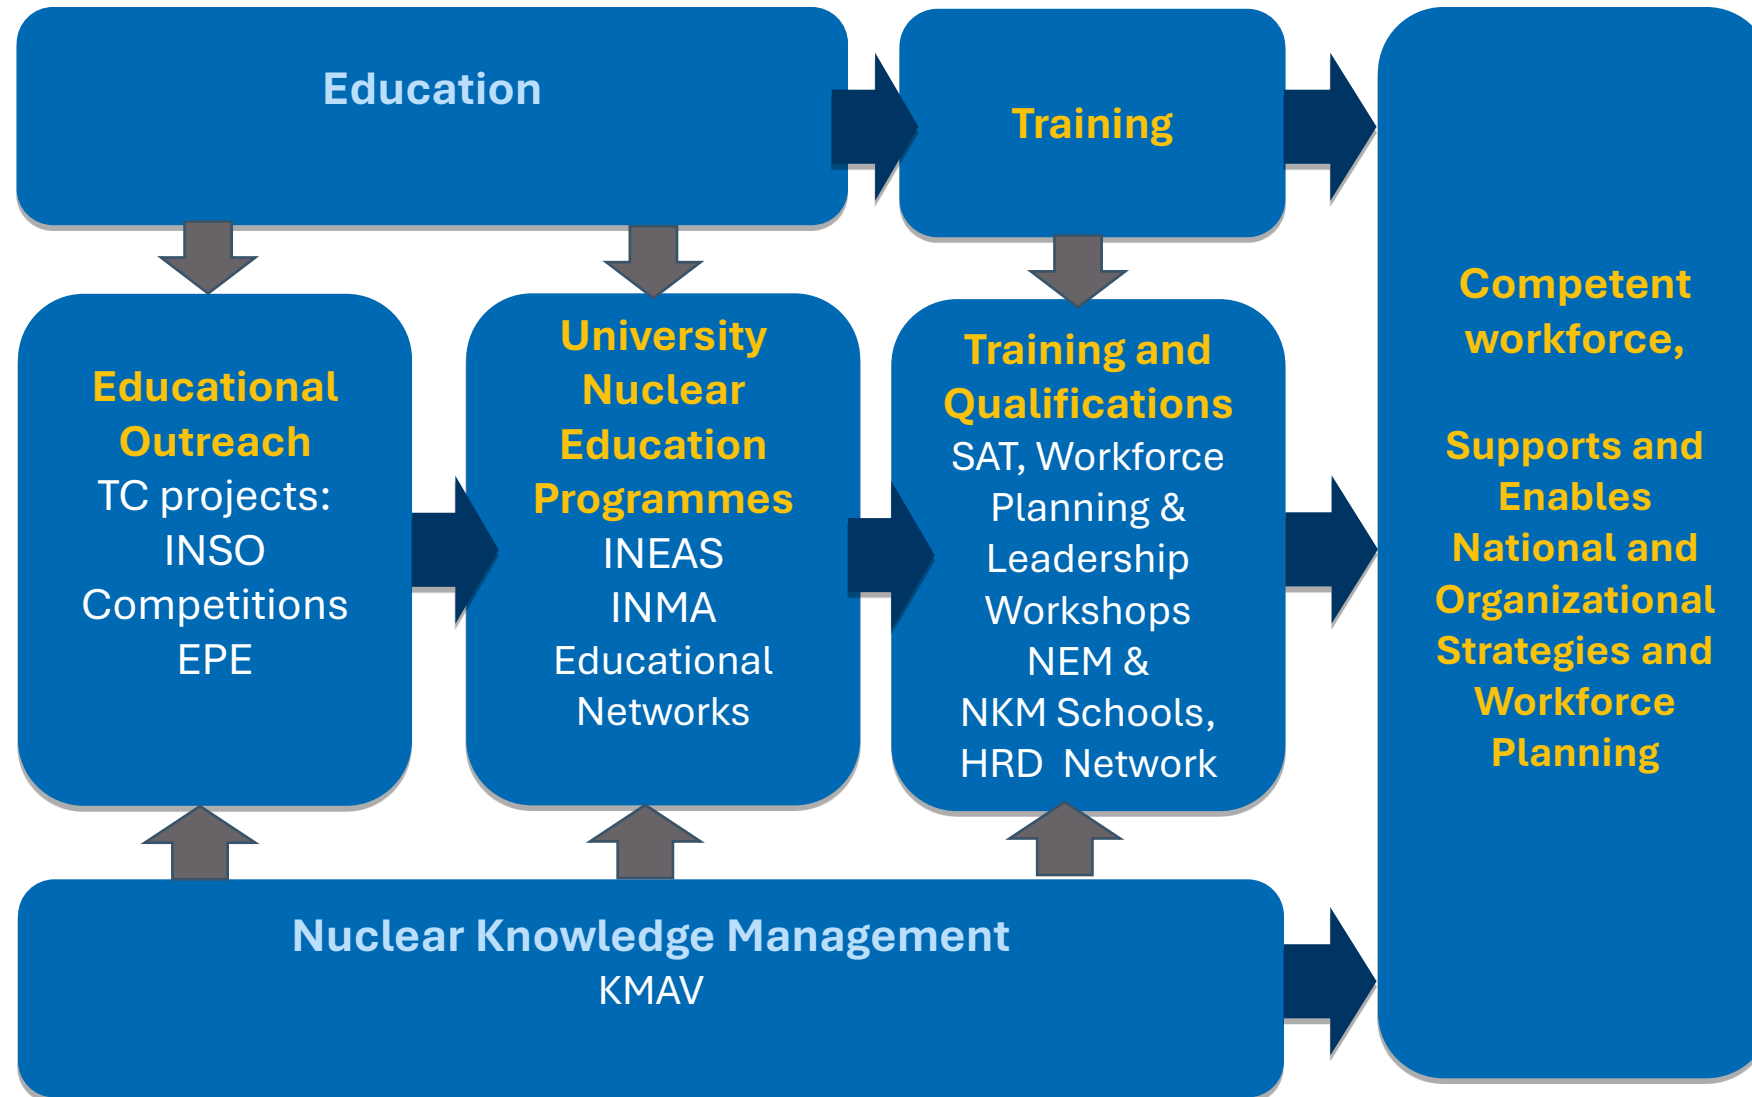 Education
Training
Educational
Outreach
TC projects:
INSO
Competitions
EPE
University
Nuclear
Education
Programmes
INEAS
INMA
Educational
Networks
Training and
Qualifications
SAT, Workforce
Planning &
Leadership
Workshops
NEM &
NKM Schools,
HRD Network
Competent
workforce,
Supports and
Enables
National and
Organizational
Strategies and
Workforce
Planning
Nuclear Knowledge Management
KMAV